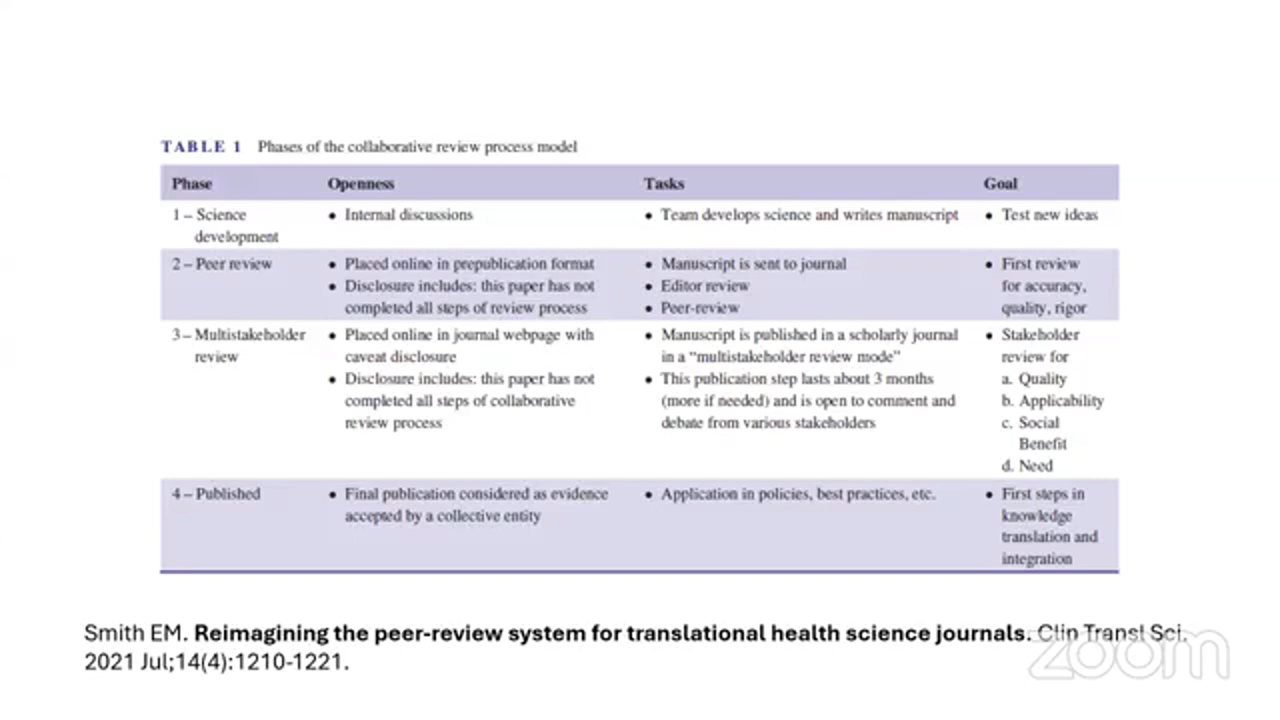 TABLE 1 Phases of the collaborative review process model
Phase Openness Tasks Goal
1 – Science development
• Internal discussions
• Team develops science and writes manuscript
• Test new ideas
2 – Peer review
• Placed online in prepublication format
• Disclosure includes: this paper has not
completed all steps of review process
• Manuscript is sent to journal
• Editor review
• Peer-review
• First review
for accuracy,
quality, rigor
3 – Multistakeholder
review
• Placed online in journal webpage with
caveat disclosure
• Disclosure includes: this paper has not
completed all steps of collaborative
review process
• Manuscript is published in a scholarly journal
in a “multistakeholder review mode”
• This publication step lasts about 3 months
(more if needed) and is open to comment and
debate from various stakeholders
• Stakeholder
review for
a. Quality
b. Applicability
c. Social
Benefit
d. Need
4 – Published
• Final publication considered as evidence
accepted by a collective entity
• Application in policies, best practices, etc.
• First steps in
knowledge
translation and
integration
Smith EM. Reimagining the peer-review system for translational health science journals. Clin Transl Sci.
2021 Jul;14(4):1210-1221.
zoom